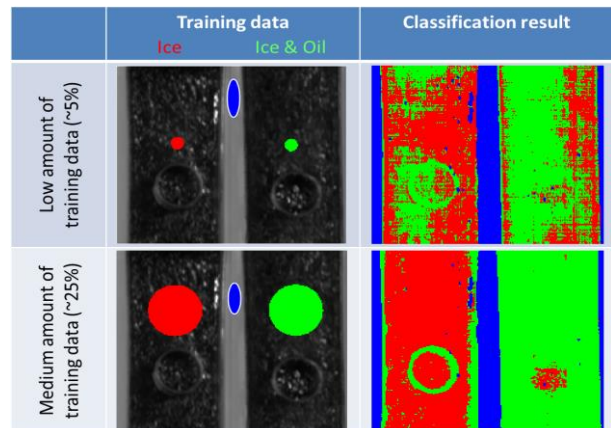 Training data
Classification result
Ice
Ice & Oil
Low amount of
training data (~5%)
Medium amount of
training data (~25%)